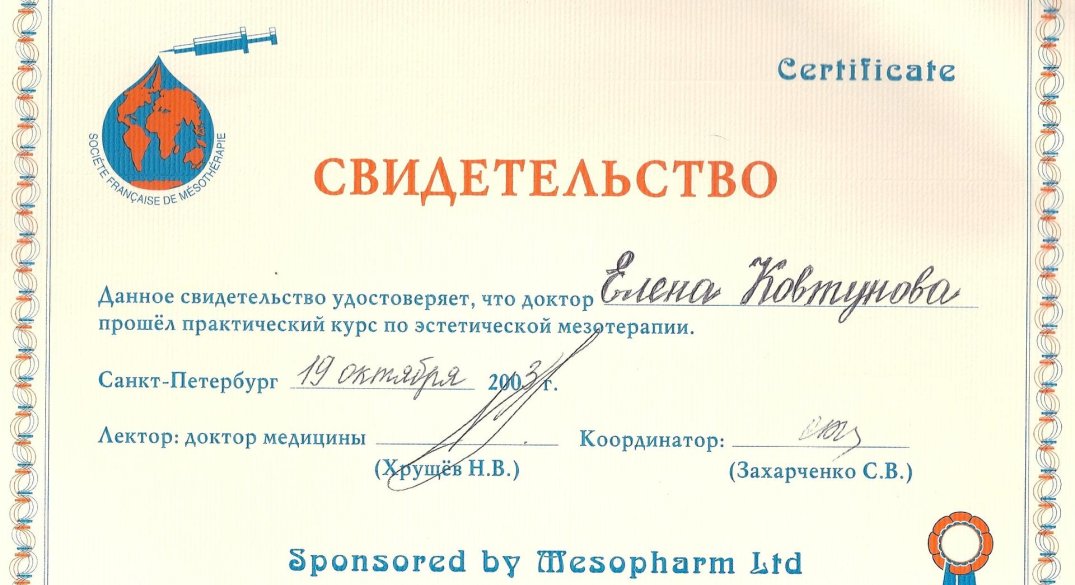 Certificate
SOCIÉTÉ FRANÇAISE DE MÉSOTHÉRAPIE
СВИДЕТЕЛЬСТВО
Данное свидетельство удостоверяет, что доктор Елена Ковтунова
прошёл практический курс по эстетической мезотерапии.
Санкт-Петербург 19 октября 2003 г.
Лектор: доктор медицины Координатор:
(Хрущёв Н.В.) (Захарченко С.В.)
Sponsored by Mesopharm Ltd